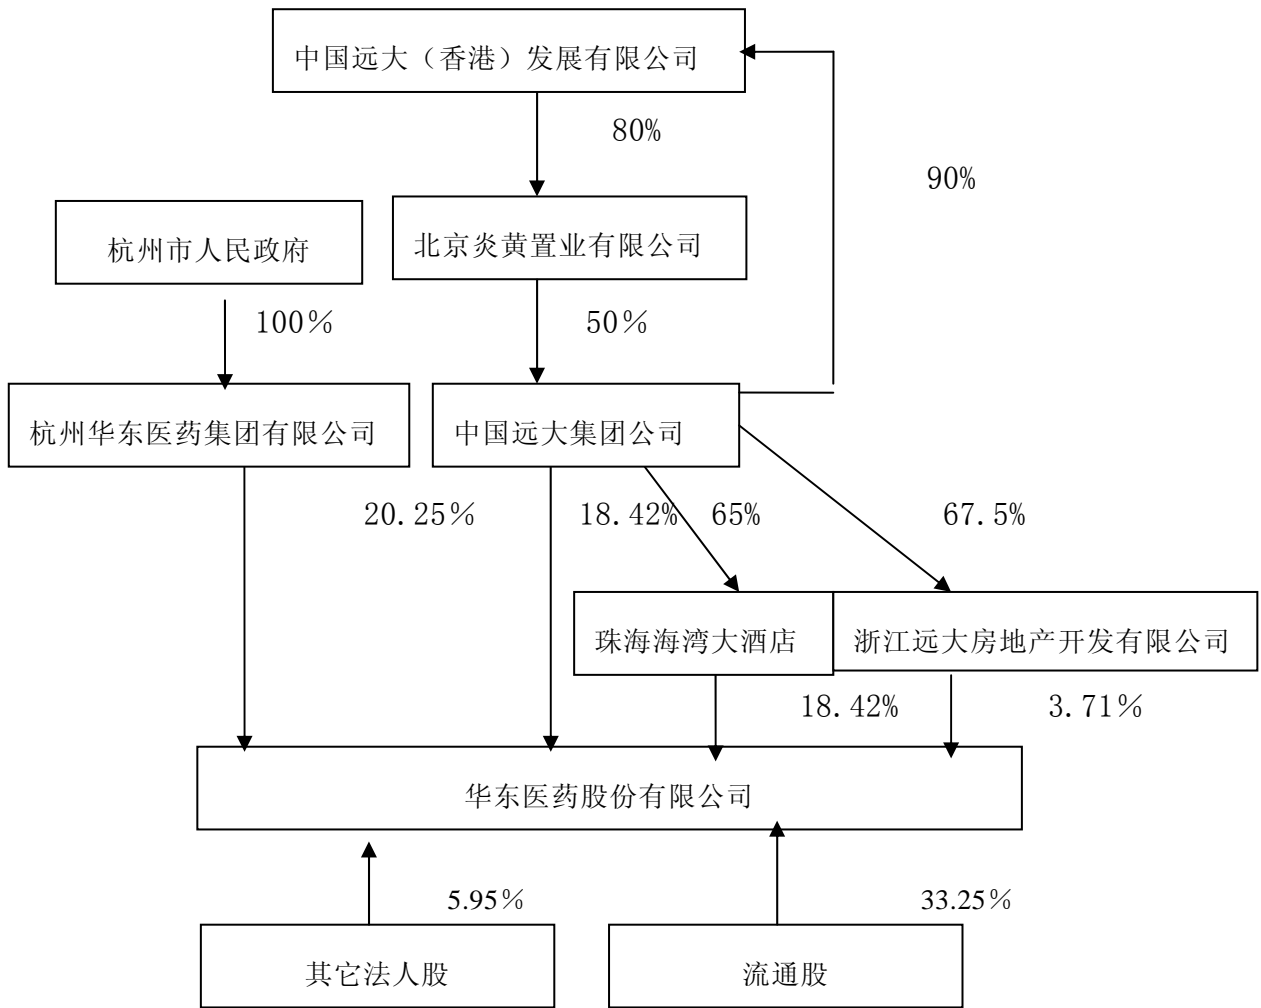 中国远大（香港）发展有限公司
80%
90%
杭州市人民政府
北京炎黄置业有限公司
100％
50％
杭州华东医药集团有限公司
中国远大集团公司
20.25％
18.42%
65%
67.5%
珠海海湾大酒店
浙江远大房地产开发有限公司
18.42%
3.71％
华东医药股份有限公司
5.95％
33.25％
其它法人股
流通股